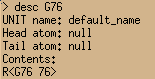 > desc G76
UNIT name: default_name
Head atom: null
Tail atom: null
Contents:
R<G76 76>